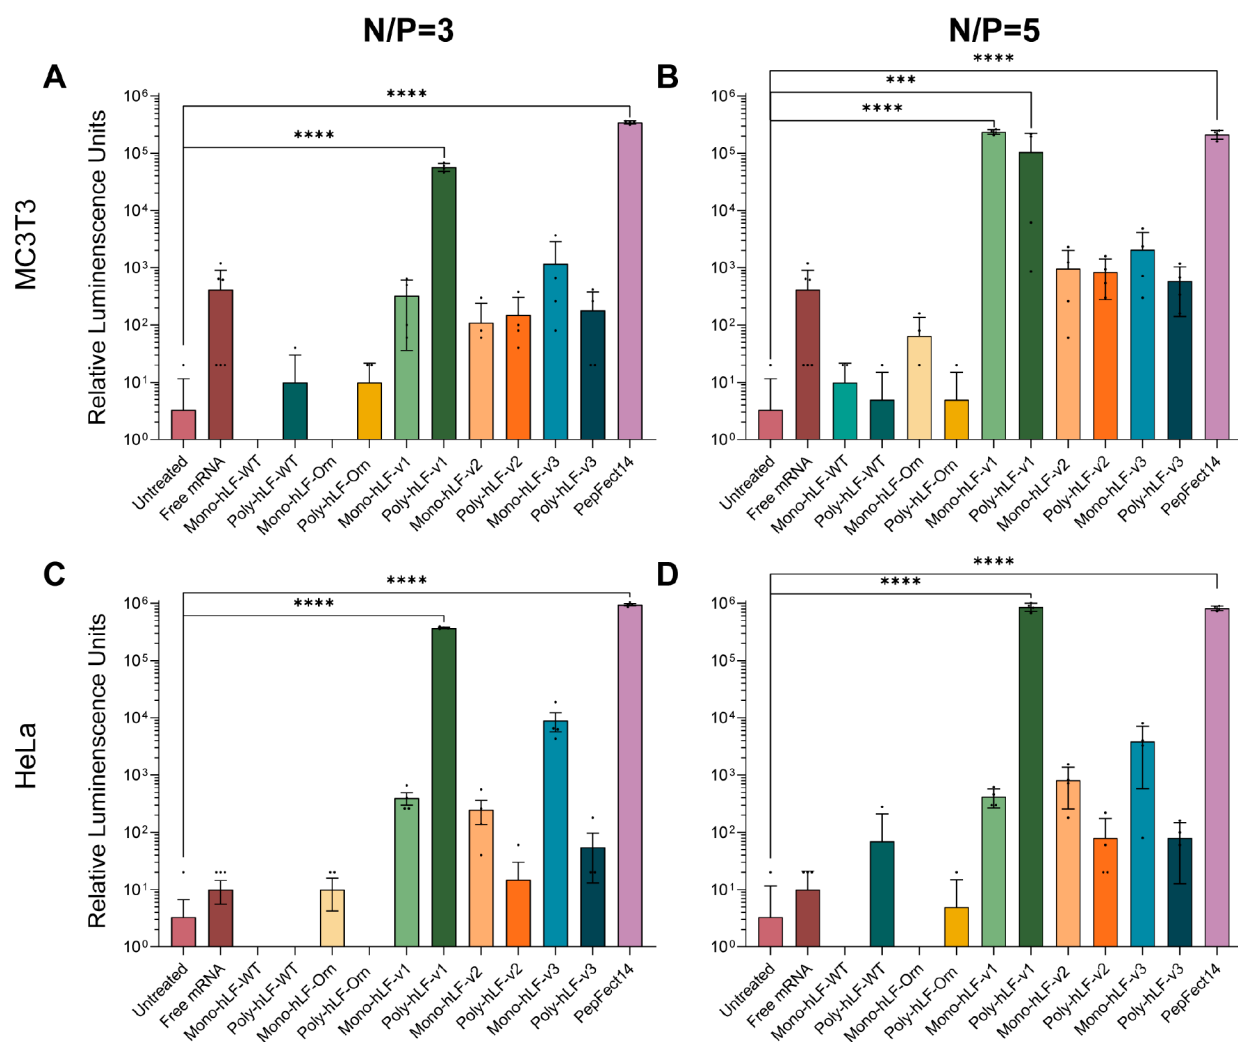 N/P=3
N/P=5
A
B
MC3T3
Relative Luminenscence Units
10⁶
10⁵
10⁴
10³
10²
10¹
10⁰
****
****
Untreated
Free mRNA
Mono-hLF-WT
Poly-hLF-WT
Mono-hLF-Orn
Poly-hLF-Orn
Mono-hLF-v1
Poly-hLF-v1
Mono-hLF-v2
Poly-hLF-v2
Mono-hLF-v3
Poly-hLF-v3
PepFect14
10⁶
10⁵
10⁴
10³
10²
10¹
10⁰
****
***
****
Untreated
Free mRNA
Mono-hLF-WT
Poly-hLF-WT
Mono-hLF-Orn
Poly-hLF-Orn
Mono-hLF-v1
Poly-hLF-v1
Mono-hLF-v2
Poly-hLF-v2
Mono-hLF-v3
Poly-hLF-v3
PepFect14
C
D
HeLa
Relative Luminenscence Units
10⁶
10⁵
10⁴
10³
10²
10¹
10⁰
****
****
Untreated
Free mRNA
Mono-hLF-WT
Poly-hLF-WT
Mono-hLF-Orn
Poly-hLF-Orn
Mono-hLF-v1
Poly-hLF-v1
Mono-hLF-v2
Poly-hLF-v2
Mono-hLF-v3
Poly-hLF-v3
PepFect14
10⁶
10⁵
10⁴
10³
10²
10¹
10⁰
****
****
Untreated
Free mRNA
Mono-hLF-WT
Poly-hLF-WT
Mono-hLF-Orn
Poly-hLF-Orn
Mono-hLF-v1
Poly-hLF-v1
Mono-hLF-v2
Poly-hLF-v2
Mono-hLF-v3
Poly-hLF-v3
PepFect14